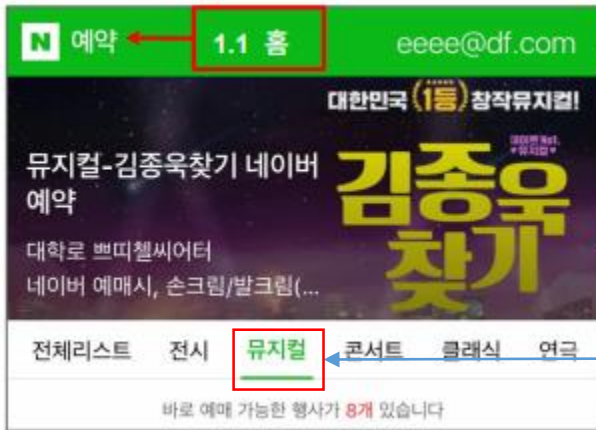 N 예약 1.1 홈 eeee@df.com
대한민국 1등 창작뮤지컬!
김종욱
찾기
뮤지컬-김종욱찾기 네이버
예약
대학로 쁘띠첼씨어터
네이버 예매시, 손크림/발크림(...
전체리스트 전시 뮤지컬 콘서트 클래식 연극
바로 예매 가능한 행사가 8개 있습니다